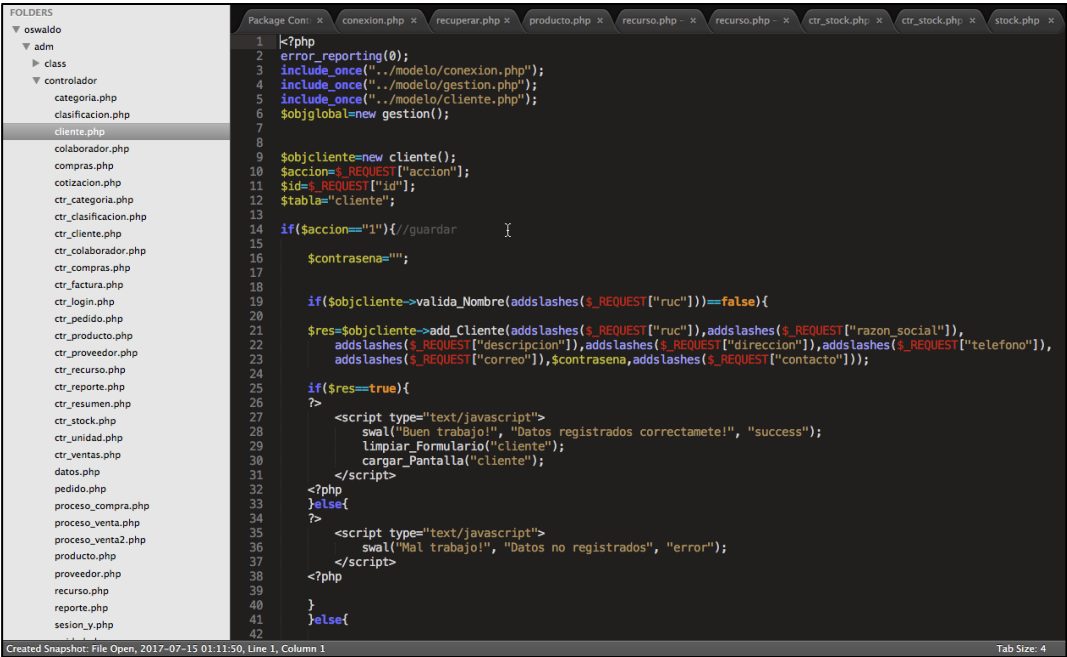 FOLDERS
oswaldo
adm
class
controlador
categoria.php
clasificacion.php
cliente.php
colaborador.php
compras.php
cotizacion.php
ctr_categoria.php
ctr_clasificacion.php
ctr_cliente.php
ctr_colaborador.php
ctr_compras.php
ctr_factura.php
ctr_login.php
ctr_pedido.php
ctr_producto.php
ctr_proveedor.php
ctr_recurso.php
ctr_reporte.php
ctr_resumen.php
ctr_stock.php
ctr_unidad.php
ctr_ventas.php
datos.php
pedido.php
proceso_compra.php
proceso_venta.php
proceso_venta2.php
producto.php
proveedor.php
recurso.php
reporte.php
sesion_y.php
Package Cont × conexion.php × recuperar.php × producto.php × recurso.php – × recurso.php – × ctr_stock.php × ctr_stock.php × stock.php ×
1 <?php
2 error_reporting(0);
3 include_once("../modelo/conexion.php");
4 include_once("../modelo/gestion.php");
5 include_once("../modelo/cliente.php");
6 $objglobal=new gestion();
7
8
9 $objcliente=new cliente();
10 $accion=$_REQUEST["accion"];
11 $id=$_REQUEST["id"];
12 $tabla="cliente";
13
14 if($accion=="1"){//guardar
15
16 $contrasena="";
17
18
19 if($objcliente->valida_Nombre(addslashes($_REQUEST["ruc"]))==false){
20
21 $res=$objcliente->add_Cliente(addslashes($_REQUEST["ruc"]),addslashes($_REQUEST["razon_social"]),
22 addslashes($_REQUEST["descripcion"]),addslashes($_REQUEST["direccion"]),addslashes($_REQUEST["telefono"]),
23 addslashes($_REQUEST["correo"]),$contrasena,addslashes($_REQUEST["contacto"]));
24
25 if($res==true){
26 ?>
27 <script type="text/javascript">
28 swal("Buen trabajo!", "Datos registrados correctamete!", "success");
29 limpiar_Formulario("cliente");
30 cargar_Pantalla("cliente");
31 </script>
32 <?php
33 }else{
34 ?>
35 <script type="text/javascript">
36 swal("Mal trabajo!", "Datos no registrados", "error");
37 </script>
38 <?php
39
40 }
41 }else{
42
Created Snapshot: File Open, 2017-07-15 01:11:50, Line 1, Column 1
Tab Size: 4